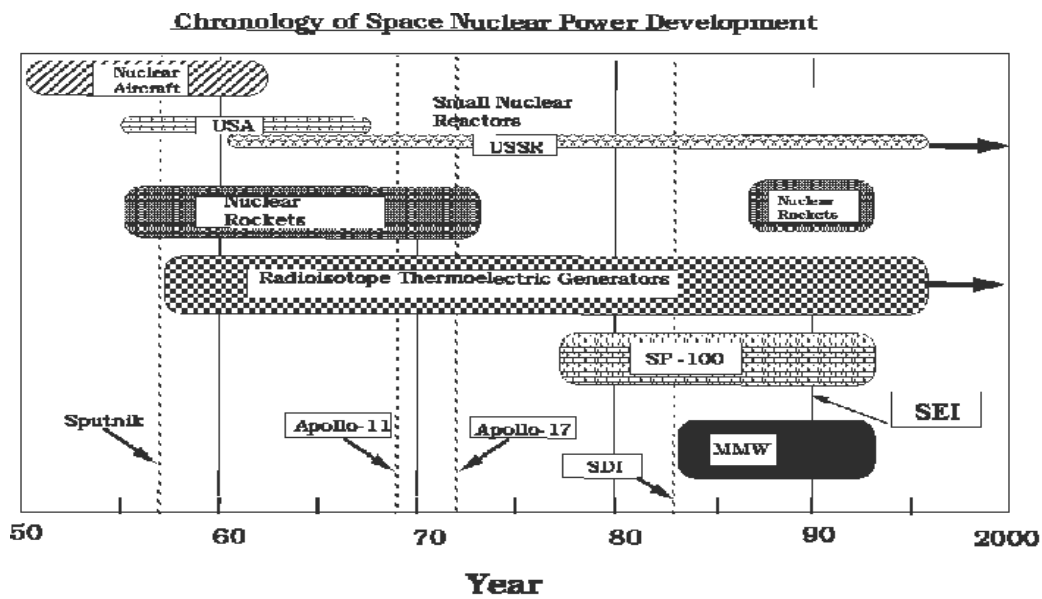 Chronology of Space Nuclear Power Development
Nuclear
Aircraft
Small Nuclear
Reactors
USA
USSR
Nuclear
Rockets
Nuclear
Rockets
Radioisotope Thermoelectric Generators
SP-100
SEI
Sputnik
Apollo-11
Apollo-17
MMW
SDI
50
60
70
80
90
2000
Year